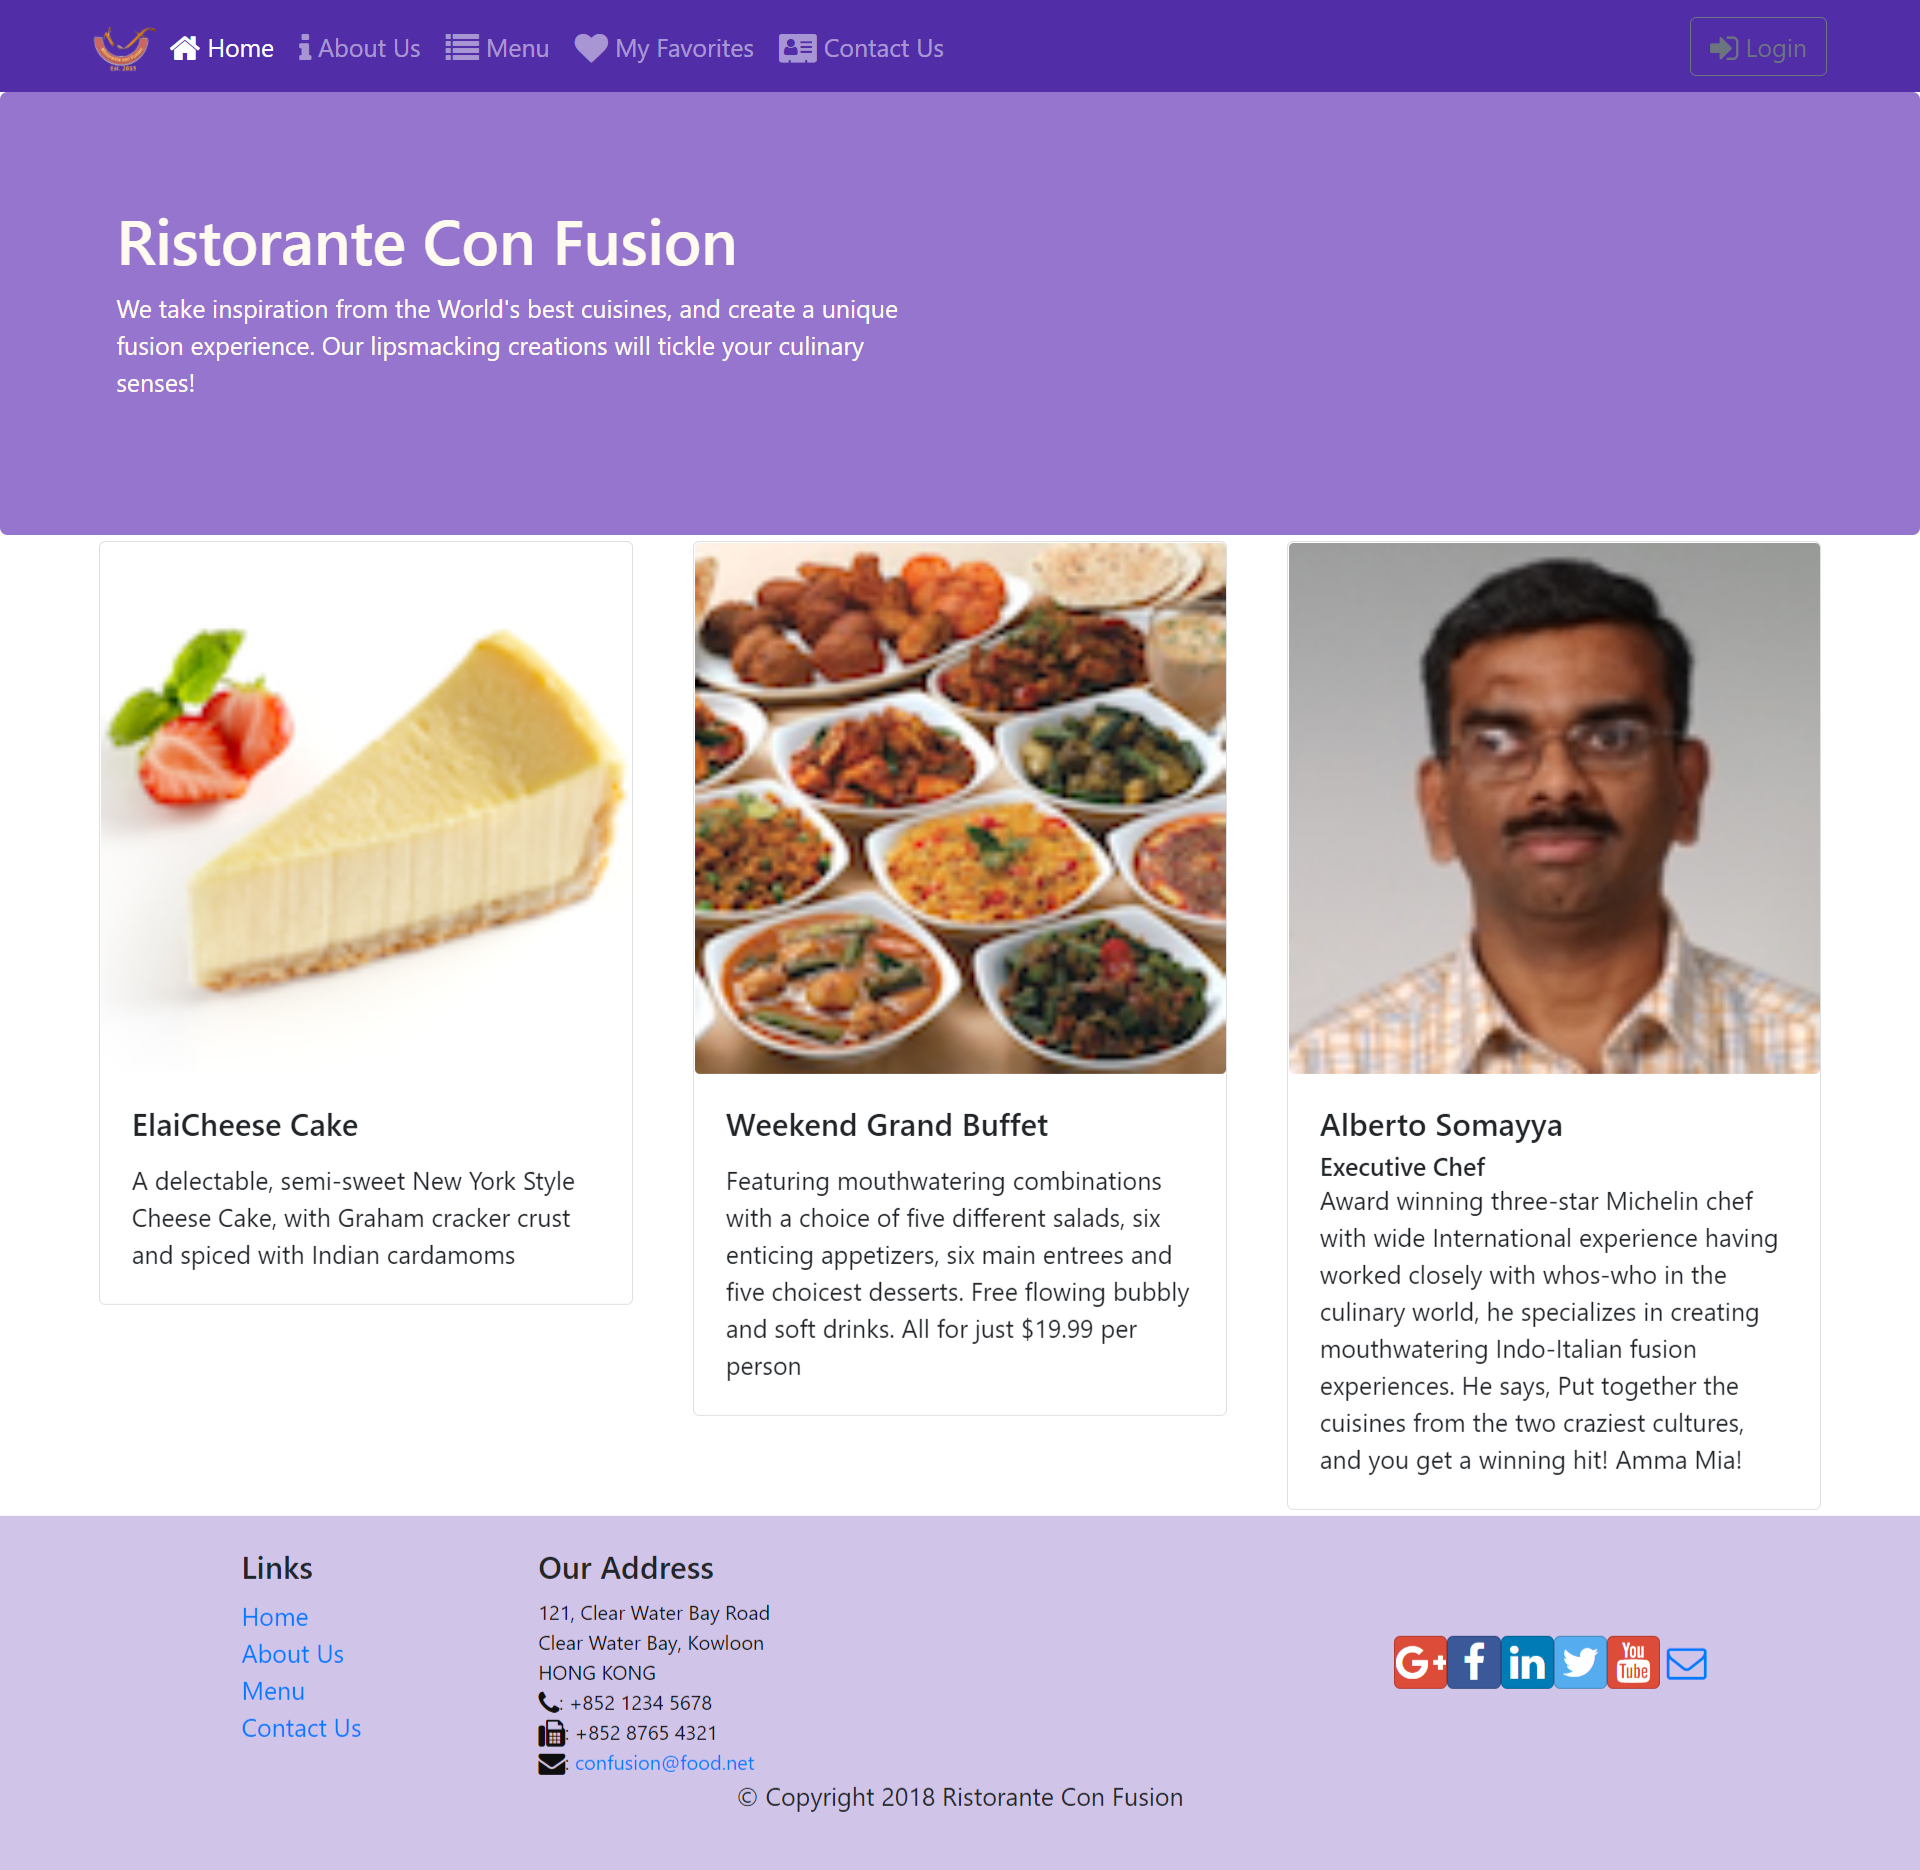 Home
About Us
Menu
My Favorites
Contact Us
Login
Ristorante Con Fusion
We take inspiration from the World's best cuisines, and create a unique
fusion experience. Our lipsmacking creations will tickle your culinary
senses!
ElaiCheese Cake
A delectable, semi-sweet New York Style
Cheese Cake, with Graham cracker crust
and spiced with Indian cardamoms
Weekend Grand Buffet
Featuring mouthwatering combinations
with a choice of five different salads, six
enticing appetizers, six main entrees and
five choicest desserts. Free flowing bubbly
and soft drinks. All for just $19.99 per
person
Alberto Somayya
Executive Chef
Award winning three-star Michelin chef
with wide International experience having
worked closely with whos-who in the
culinary world, he specializes in creating
mouthwatering Indo-Italian fusion
experiences. He says, Put together the
cuisines from the two craziest cultures,
and you get a winning hit! Amma Mia!
Links
Home
About Us
Menu
Contact Us
Our Address
121, Clear Water Bay Road
Clear Water Bay, Kowloon
HONG KONG
: +852 1234 5678
: +852 8765 4321
: confusion@food.net
G+ f in You Tube
© Copyright 2018 Ristorante Con Fusion